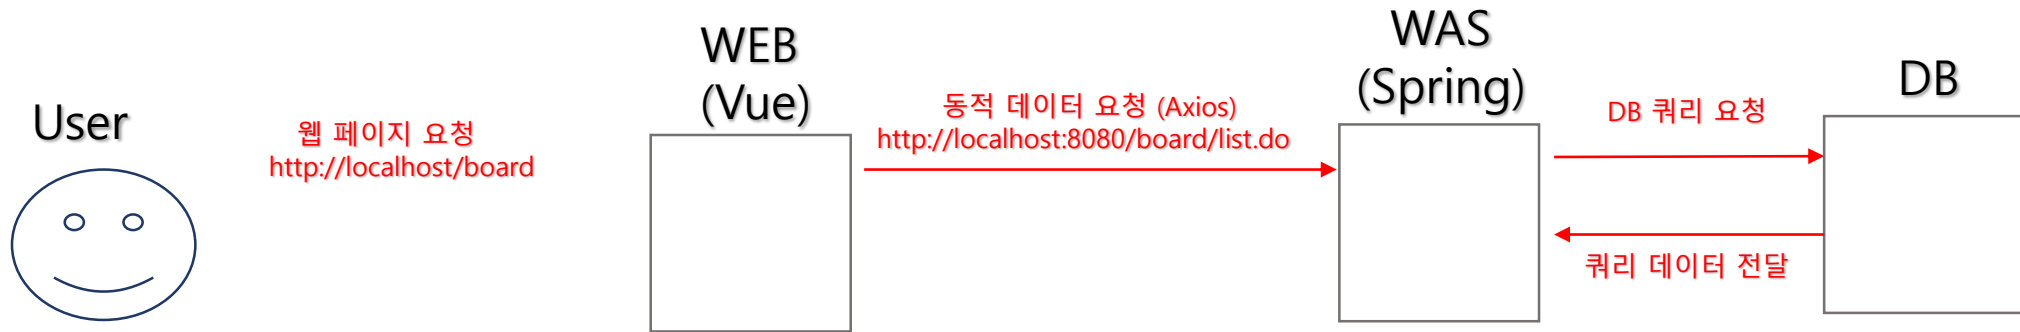 User
웹 페이지 요청
http://localhost/board
WEB
(Vue)
동적 데이터 요청 (Axios)
http://localhost:8080/board/list.do
WAS
(Spring)
DB 쿼리 요청
쿼리 데이터 전달
DB